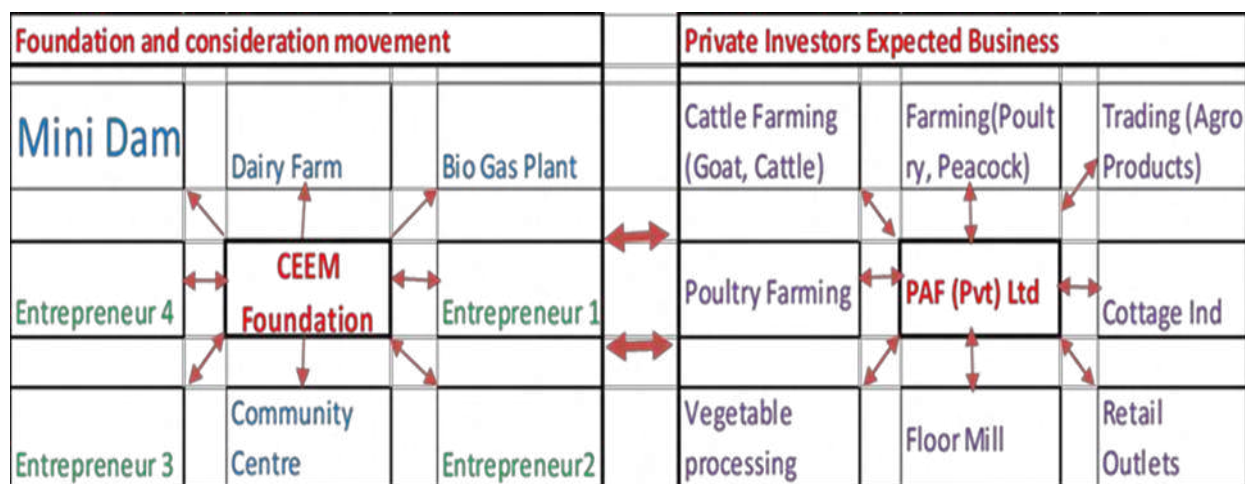 Foundation and consideration movement
Private Investors Expected Business
Mini Dam
Dairy Farm
Bio Gas Plant
Entrepreneur 4
CEEM
Foundation
Entrepreneur 1
Entrepreneur 3
Community
Centre
Entrepreneur2
Cattle Farming
(Goat, Cattle)
Farming(Poult
ry, Peacock)
Trading (Agro
Products)
Poultry Farming
PAF (Pvt) Ltd
Cottage Ind
Vegetable
processing
Floor Mill
Retail
Outlets